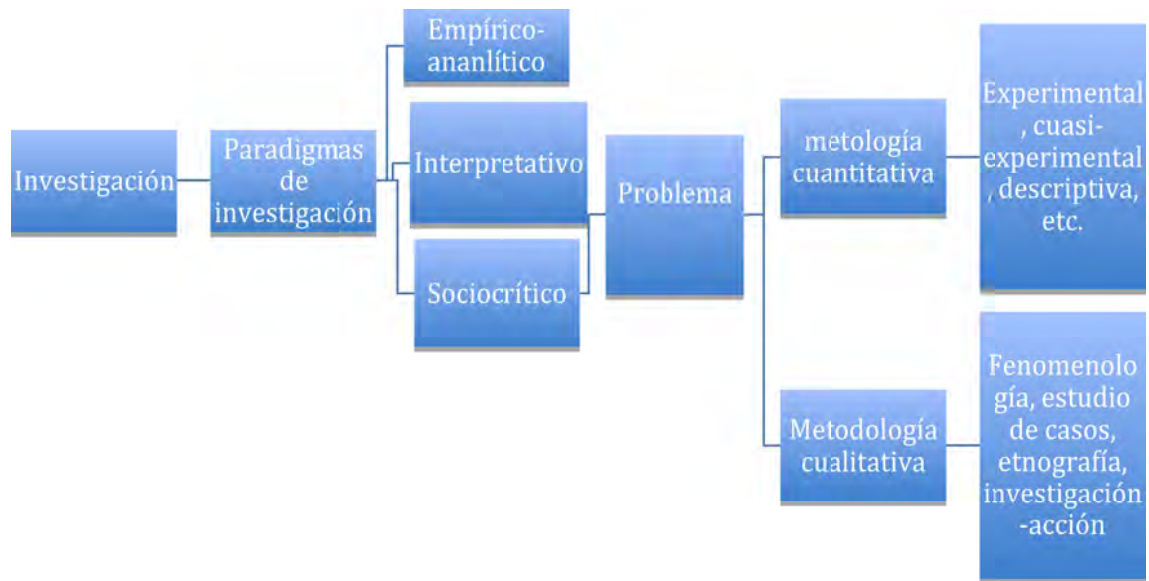 Investigación
Paradigmas
de
investigación
Empírico-
ananlítico
Interpretativo
Sociocrítico
Problema
metología
cuantitativa
Experimental
, cuasi-
experimental
, descriptiva,
etc.
Metodología
cualitativa
Fenomenolo
gía, estudio
de casos,
etnografía,
investigación
-acción